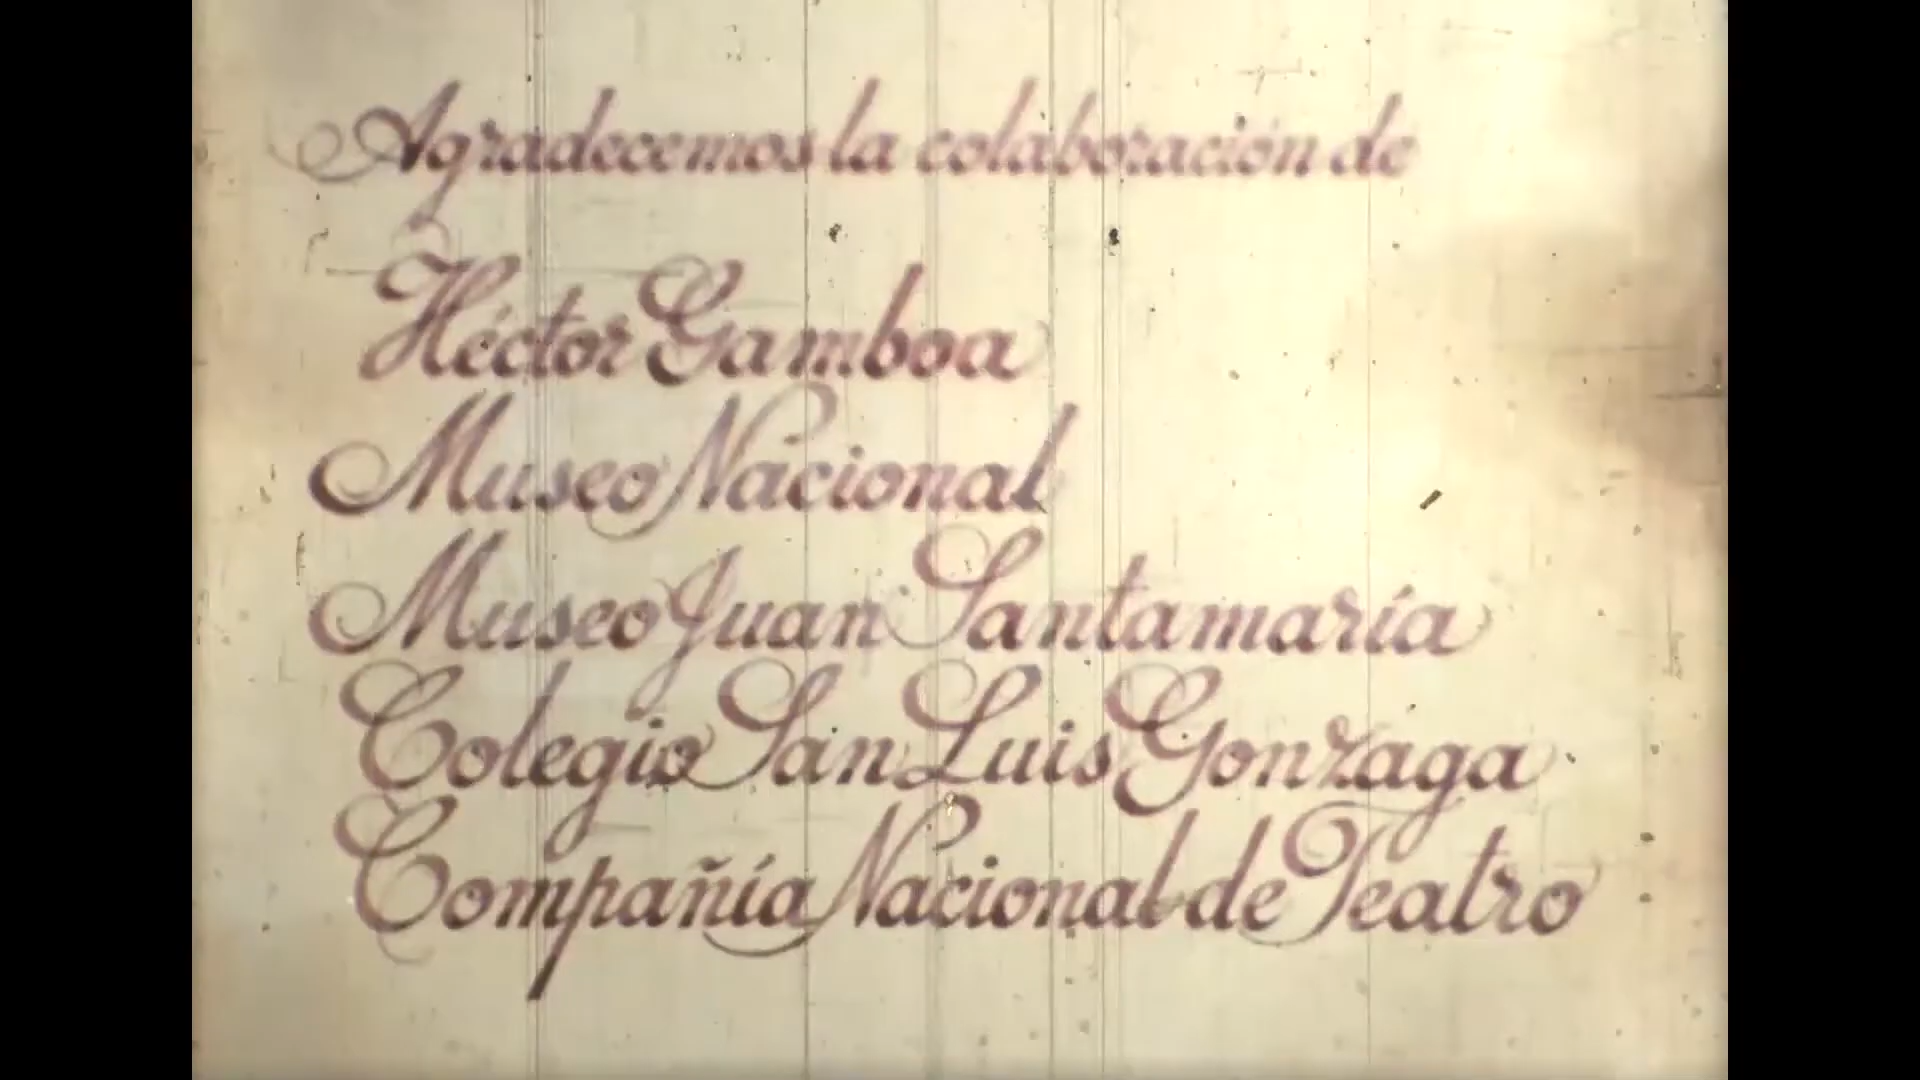 Agradecemos la colaboración de
Héctor Gamboa
Museo Nacional
Museo Juan Santamaría
Colegio San Luis Gonzaga
Compañía Nacional de Teatro